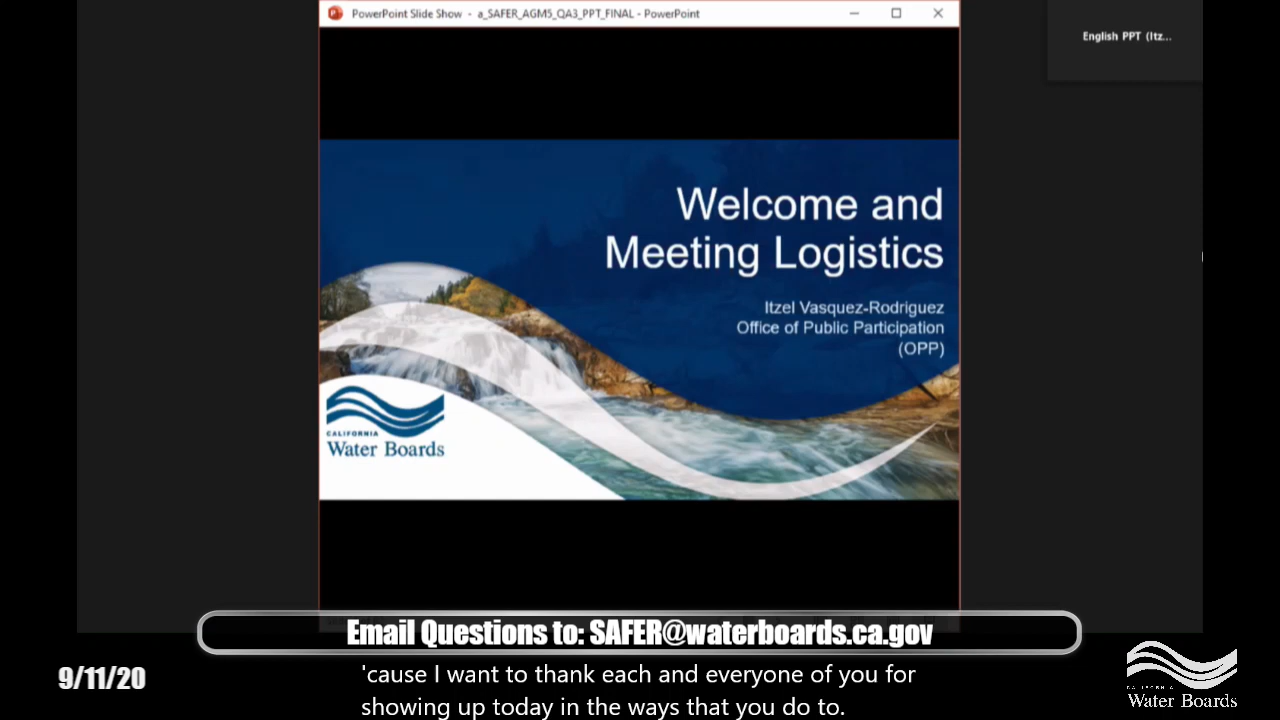 PowerPoint Slide Show - a_SAFER_AGM5_QA3_PPT_FINAL - PowerPoint
English PPT (Itz...
Welcome and
Meeting Logistics
Itzel Vasquez-Rodriguez
Office of Public Participation
(OPP)
CALIFORNIA
Water Boards
Email Questions to: SAFER@waterboards.ca.gov
9/11/20
'cause I want to thank each and everyone of you for
showing up today in the ways that you do to.
CALIFORNIA
Water Boards